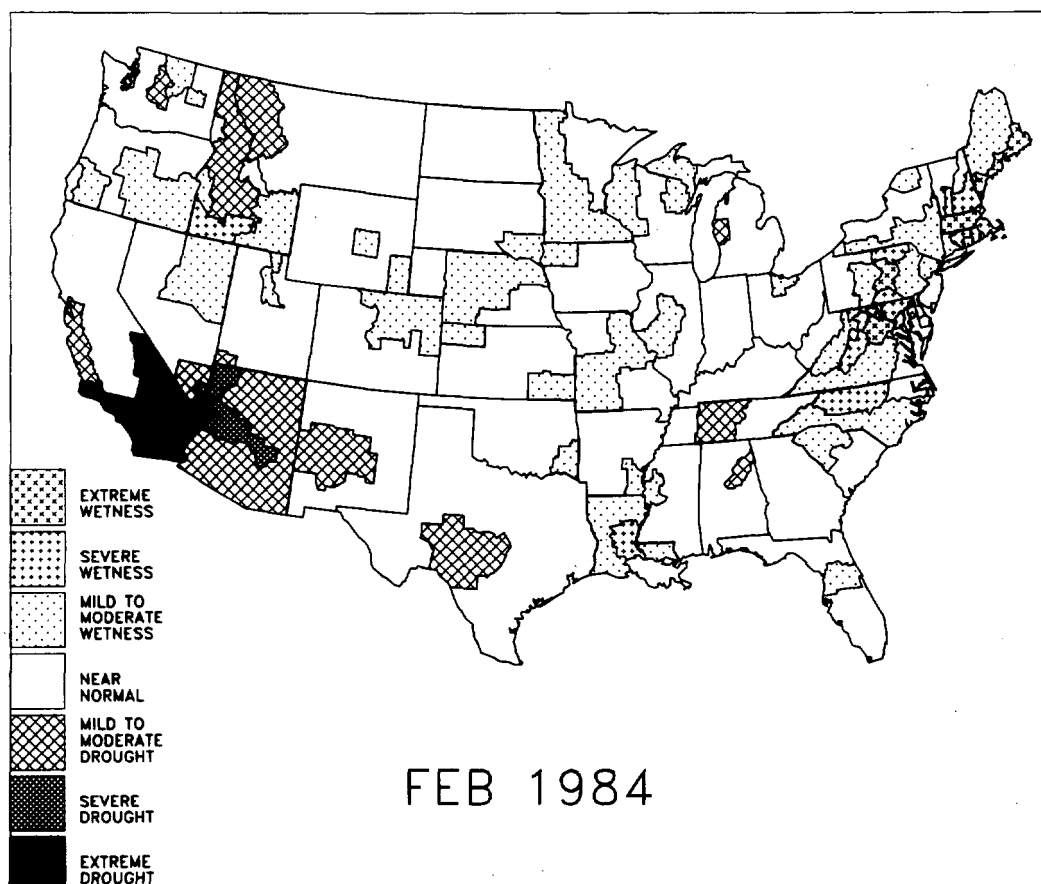 EXTREME
WETNESS
SEVERE
WETNESS
MILD TO
MODERATE
WETNESS
NEAR
NORMAL
MILD TO
MODERATE
DROUGHT
SEVERE
DROUGHT
EXTREME
DROUGHT
FEB 1984